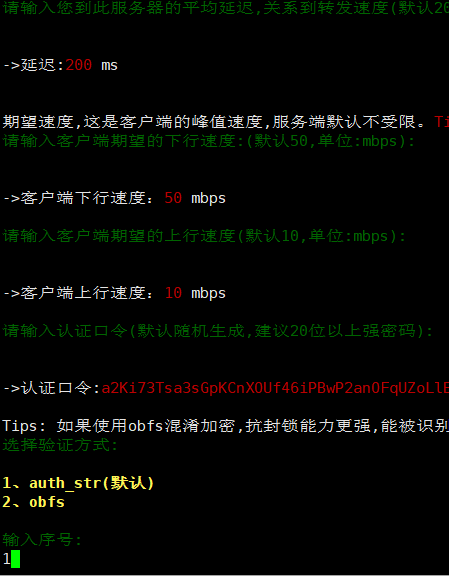 请输入您到此服务器的平均延迟,关系到转发速度(默认20
->延迟:200 ms
期望速度,这是客户端的峰值速度,服务端默认不受限。Ti
请输入客户端期望的下行速度:(默认50,单位:mbps):
->客户端下行速度：50 mbps
请输入客户端期望的上行速度(默认10,单位:mbps):
->客户端上行速度：10 mbps
请输入认证口令(默认随机生成,建议20位以上强密码):
->认证口令:a2Ki73Tsa3sGpKCnXOUf46iPBwP2anOFqUZoLlE
Tips: 如果使用obfs混淆加密,抗封锁能力更强,能被识别
选择验证方式:
1、auth_str(默认)
2、obfs
输入序号:
1